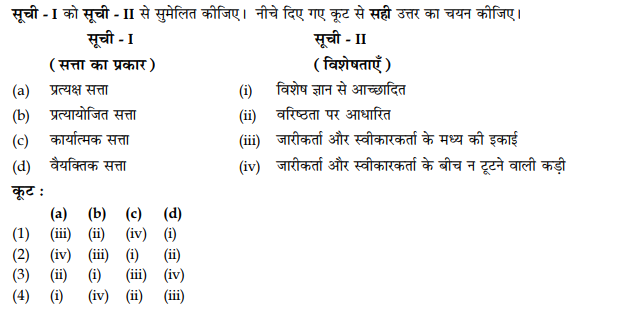 सूची - I को सूची - II से सुमेलित कीजिए। नीचे दिए गए कूट से सही उत्तर का चयन कीजिए।
सूची - I सूची - II
( सत्ता का प्रकार ) ( विशेषताएँ )
(a) प्रत्यक्ष सत्ता (i) विशेष ज्ञान से आच्छादित
(b) प्रत्यायोजित सत्ता (ii) वरिष्ठता पर आधारित
(c) कार्यात्मक सत्ता (iii) जारीकर्ता और स्वीकारकर्ता के मध्य की इकाई
(d) वैयक्तिक सत्ता (iv) जारीकर्ता और स्वीकारकर्ता के बीच न टूटने वाली कड़ी
कूट :
(a) (b) (c) (d)
(1) (iii) (ii) (iv) (i)
(2) (iv) (iii) (i) (ii)
(3) (ii) (i) (iii) (iv)
(4) (i) (iv) (ii) (iii)